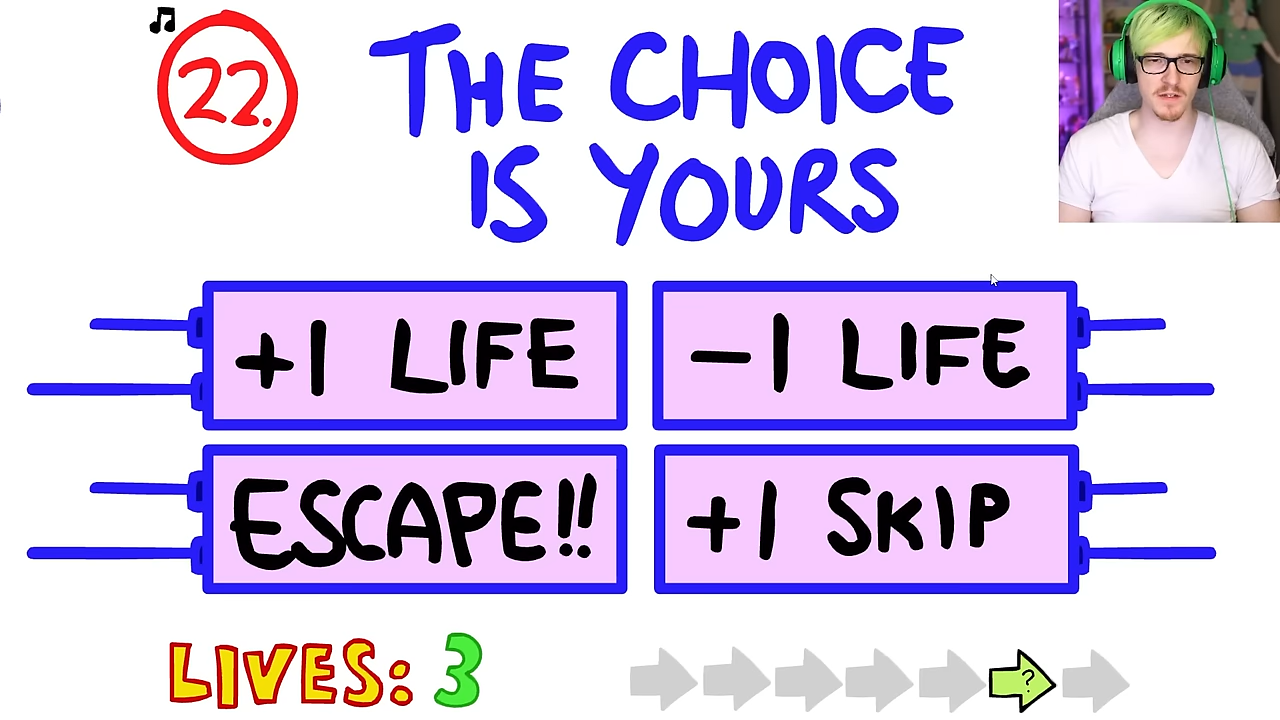 22.
THE CHOICE
IS YOURS
+1 LIFE
-1 LIFE
ESCAPE!!
+1 SKIP
LIVES: 3
?